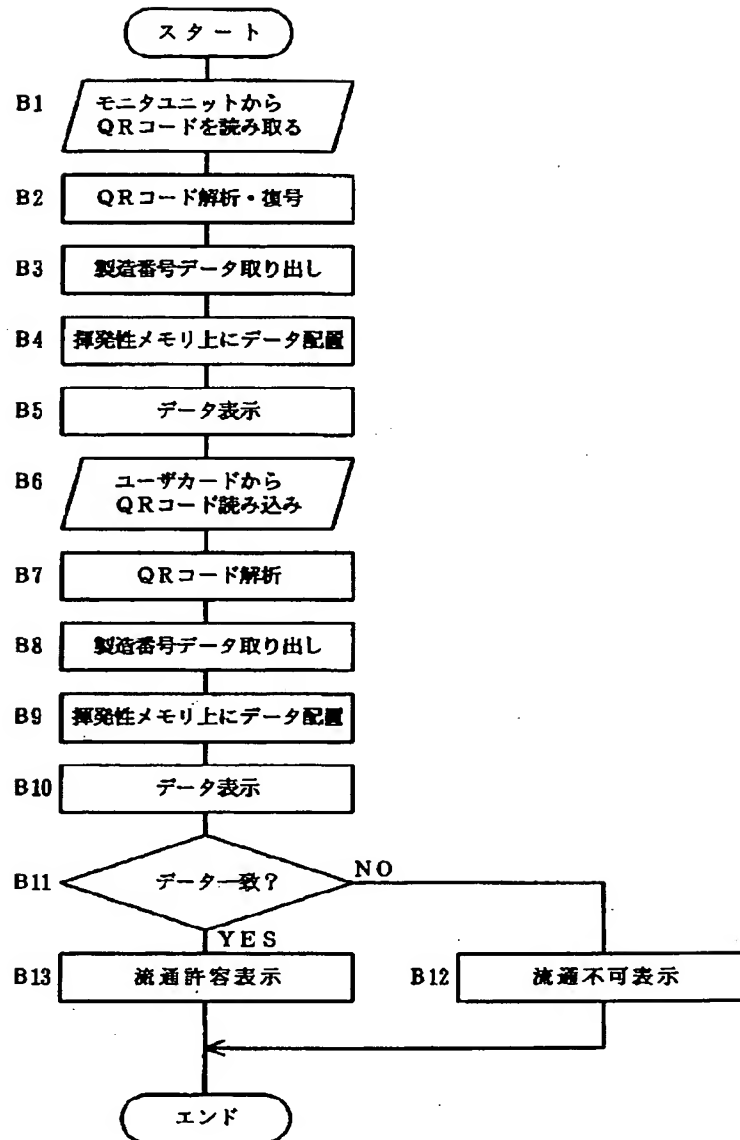 スタート
B1
モニタユニットから
QRコードを読み取る
B2
QRコード解析・復号
B3
製造番号データ取り出し
B4
揮発性メモリ上にデータ配置
B5
データ表示
B6
ユーザカードから
QRコード読み込み
B7
QRコード解析
B8
製造番号データ取り出し
B9
揮発性メモリ上にデータ配置
B10
データ表示
B11
データ一致?
NO
YES
B13
流通許容表示
B12
流通不可表示
エンド